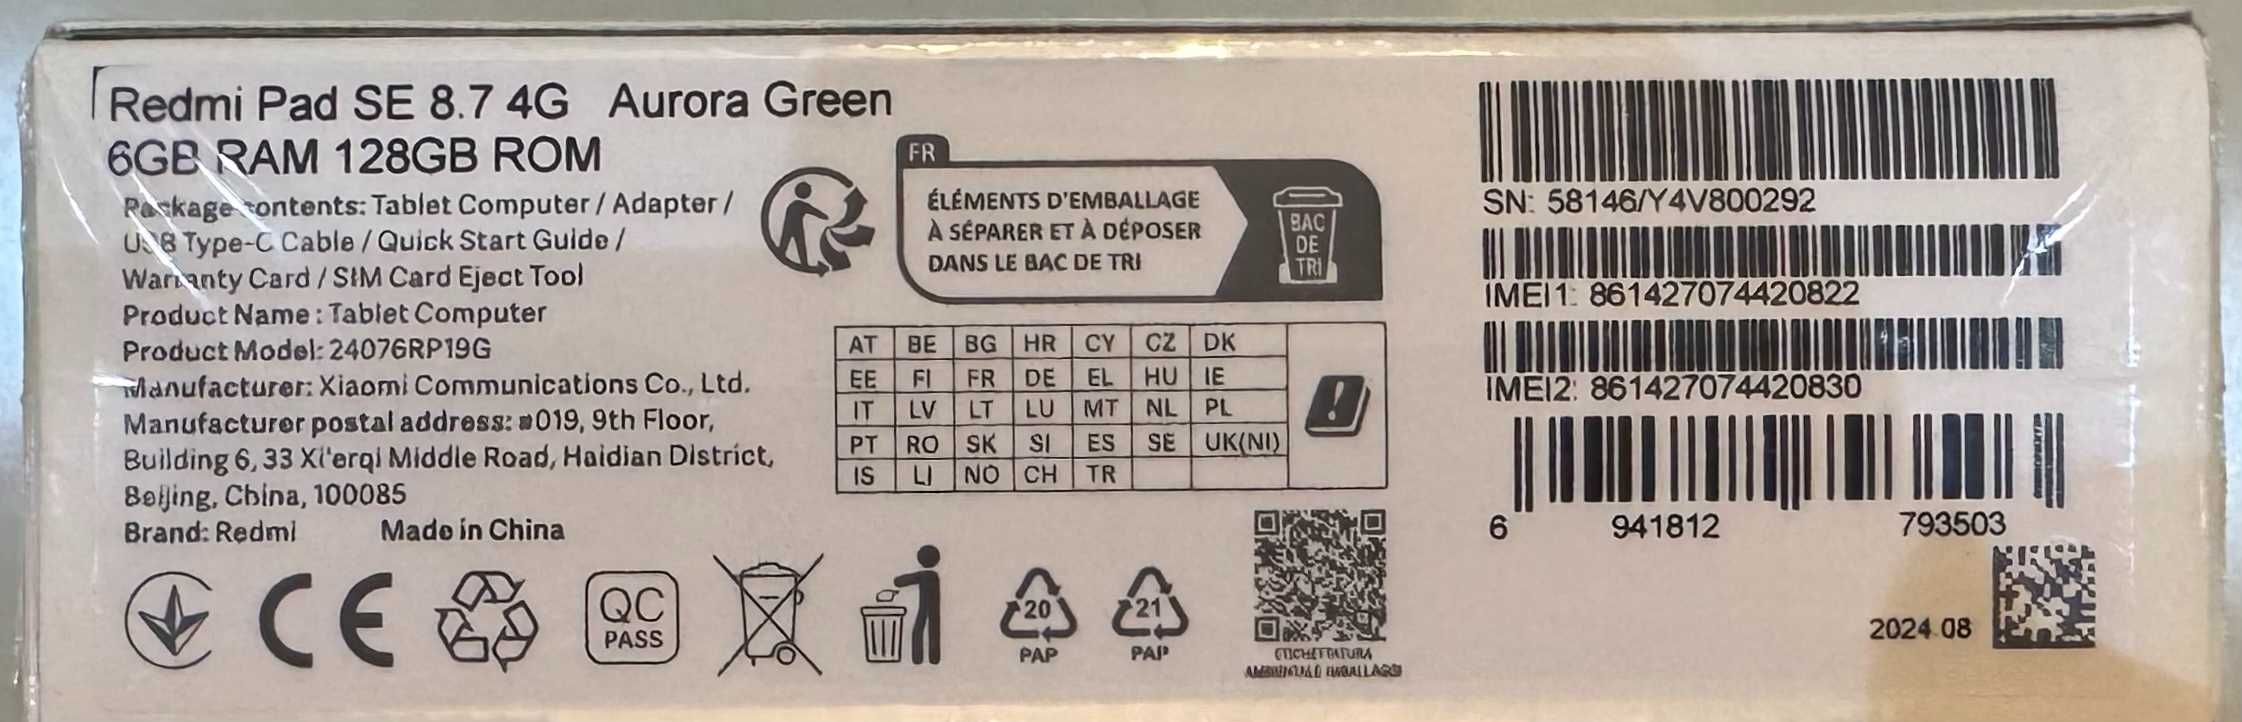 Redmi Pad SE 8.7 4G Aurora Green
6GB RAM 128GB ROM
Package contents: Tablet Computer / Adapter /
USB Type-C Cable / Quick Start Guide /
Warranty Card / SIM Card Eject Tool
Product Name : Tablet Computer
Product Model: 24076RP19G
Manufacturer: Xiaomi Communications Co., Ltd.
Manufacturer postal address: 019, 9th Floor,
Building 6, 33 Xi'erqi Middle Road, Haidian District,
Beijing, China, 100085
Brand: Redmi Made in China
FR
ÉLÉMENTS D'EMBALLAGE
À SÉPARER ET À DÉPOSER
DANS LE BAC DE TRI
BAC
DE
TRI
AT BE BG HR CY CZ DK
EE FI FR DE EL HU IE
IT LV LT LU MT NL PL
PT RO SK SI ES SE UK(NI)
IS LI NO CH TR
CE
QC
PASS
20
PAP
21
PAP
SN: 58146/Y4V800292
IMEI1: 861427074420822
IMEI2: 861427074420830
6 941812 793503
2024.08